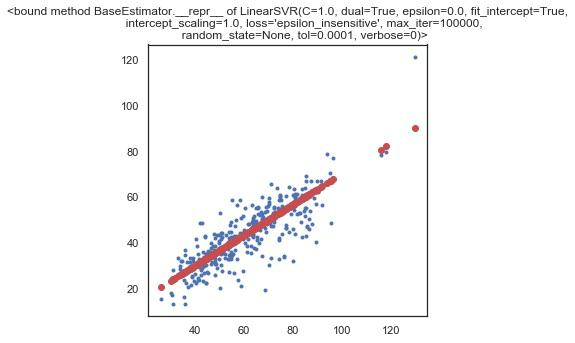 <bound method BaseEstimator.__repr__ of LinearSVR(C=1.0, dual=True, epsilon=0.0, fit_intercept=True,
intercept_scaling=1.0, loss='epsilon_insensitive', max_iter=100000,
random_state=None, tol=0.0001, verbose=0)>
120
100
80
60
40
20
40 60 80 100 120